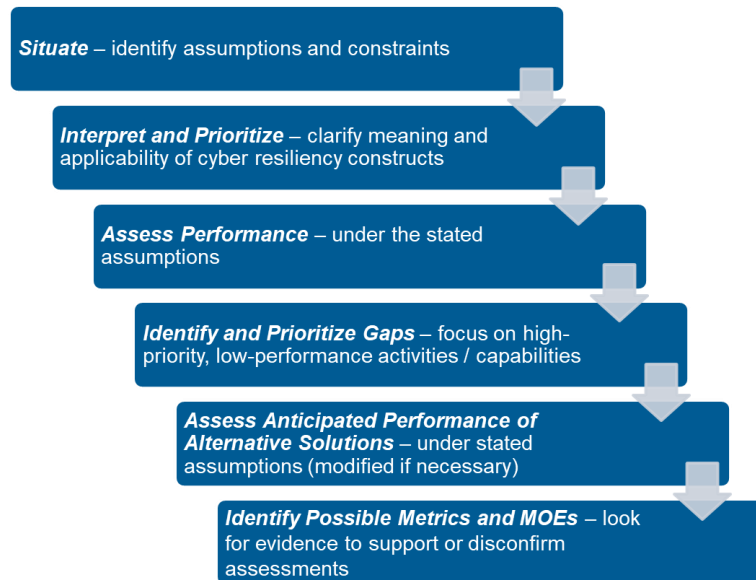 Situate – identify assumptions and constraints
Interpret and Prioritize – clarify meaning and
applicability of cyber resiliency constructs
Assess Performance – under the stated
assumptions
Identify and Prioritize Gaps – focus on high-
priority, low-performance activities / capabilities
Assess Anticipated Performance of
Alternative Solutions – under stated
assumptions (modified if necessary)
Identify Possible Metrics and MOEs – look
for evidence to support or disconfirm
assessments